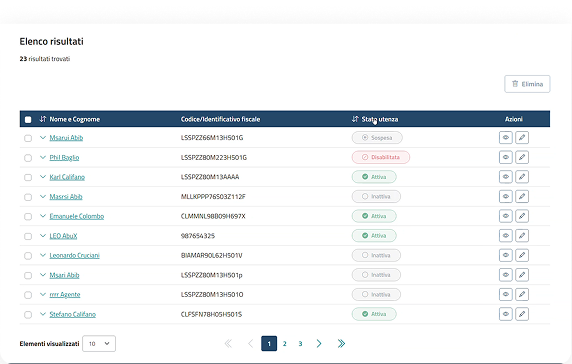 Elenco risultati
23 risultati trovati
Elimina
Nome e Cognome Codice/Identificativo fiscale Stato utenza Azioni
Msarui Abib LSSPZZ66M13H501G Sospesa
Phil Baglio LSSPZZ80M223H501G Disabilitata
Karl Califano LSSPZZ80M13AAAA Attiva
Masrsi Abib MLLKPPP76S03Z112F Inattiva
Emanuele Colombo CLMMNL98B09H697X Attiva
LEO AbuX 987654325 Attiva
Leonardo Cruciani BIAMAR90L62H501V Inattiva
Msari Abib LSSPZZ80M13H501p Inattiva
rrrr Agente LSSPZZ80M13H501O Inattiva
Stefano Califano CLFSFN78H05H501S Attiva
Elementi visualizzati 10 1 2 3